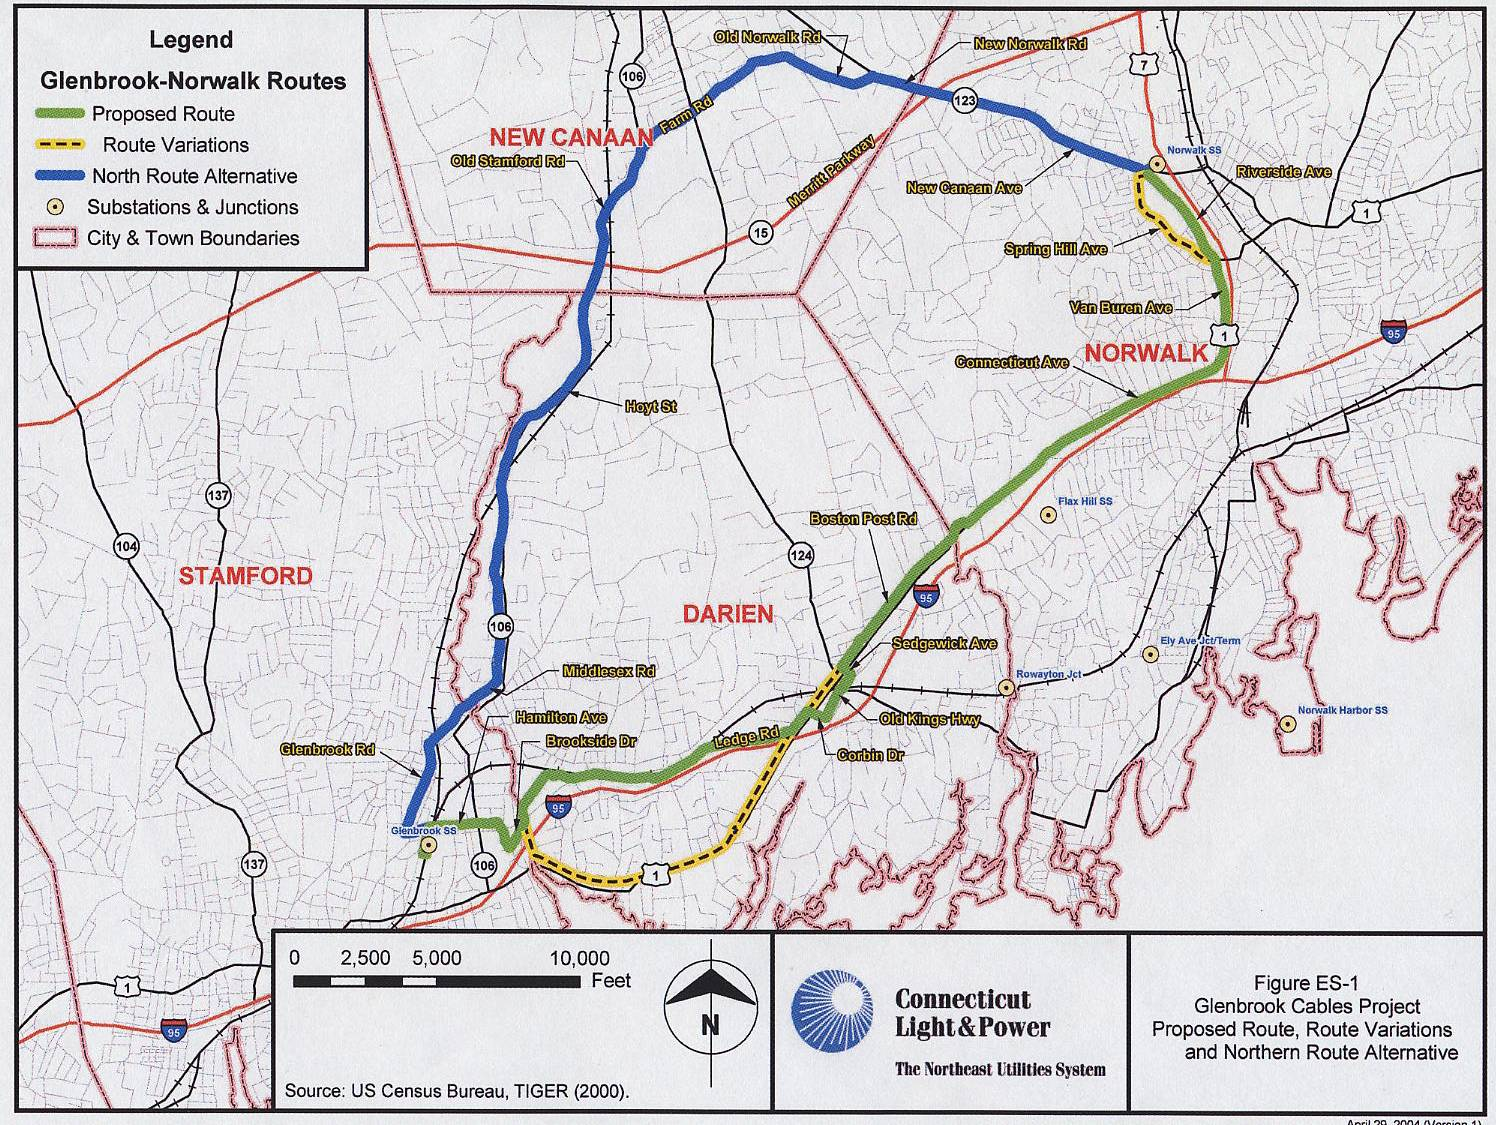 Legend
Glenbrook-Norwalk Routes
Proposed Route
Route Variations
North Route Alternative
Substations & Junctions
City & Town Boundaries
Old Norwalk Rd
New Norwalk Rd
106
7
123
Farm Rd
NEW CANAAN
Old Stamford Rd
Merritt Parkway
Norwalk SS
Riverside Ave
New Canaan Ave
1
15
Spring Hill Ave
Van Buren Ave
1
95
NORWALK
Connecticut Ave
Hoyt St
137
Flax Hill SS
Boston Post Rd
104
124
STAMFORD
95
DARIEN
106
Sedgewick Ave
Ely Ave Jct/Term
Middlesex Rd
Rowayton Jct
Hamilton Ave
Old Kings Hwy
Norwalk Harbor SS
Brookside Dr
Ledge Rd
Glenbrook Rd
Corbin Dr
95
Glenbrook SS
137
106
1
1
95
0 2,500 5,000 10,000
Feet
N
Source: US Census Bureau, TIGER (2000).
Connecticut
Light&Power
The Northeast Utilities System
Figure ES-1
Glenbrook Cables Project
Proposed Route, Route Variations
and Northern Route Alternative
April 29, 2004 (Version 1)